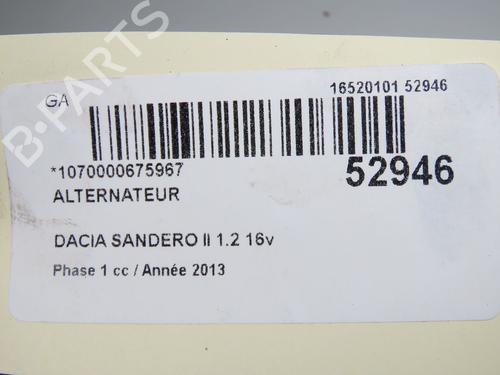 B-PARTS
GA
16520101 52946
*1070000675967
52946
ALTERNATEUR
DACIA SANDERO II 1.2 16v
Phase 1 cc / Année 2013